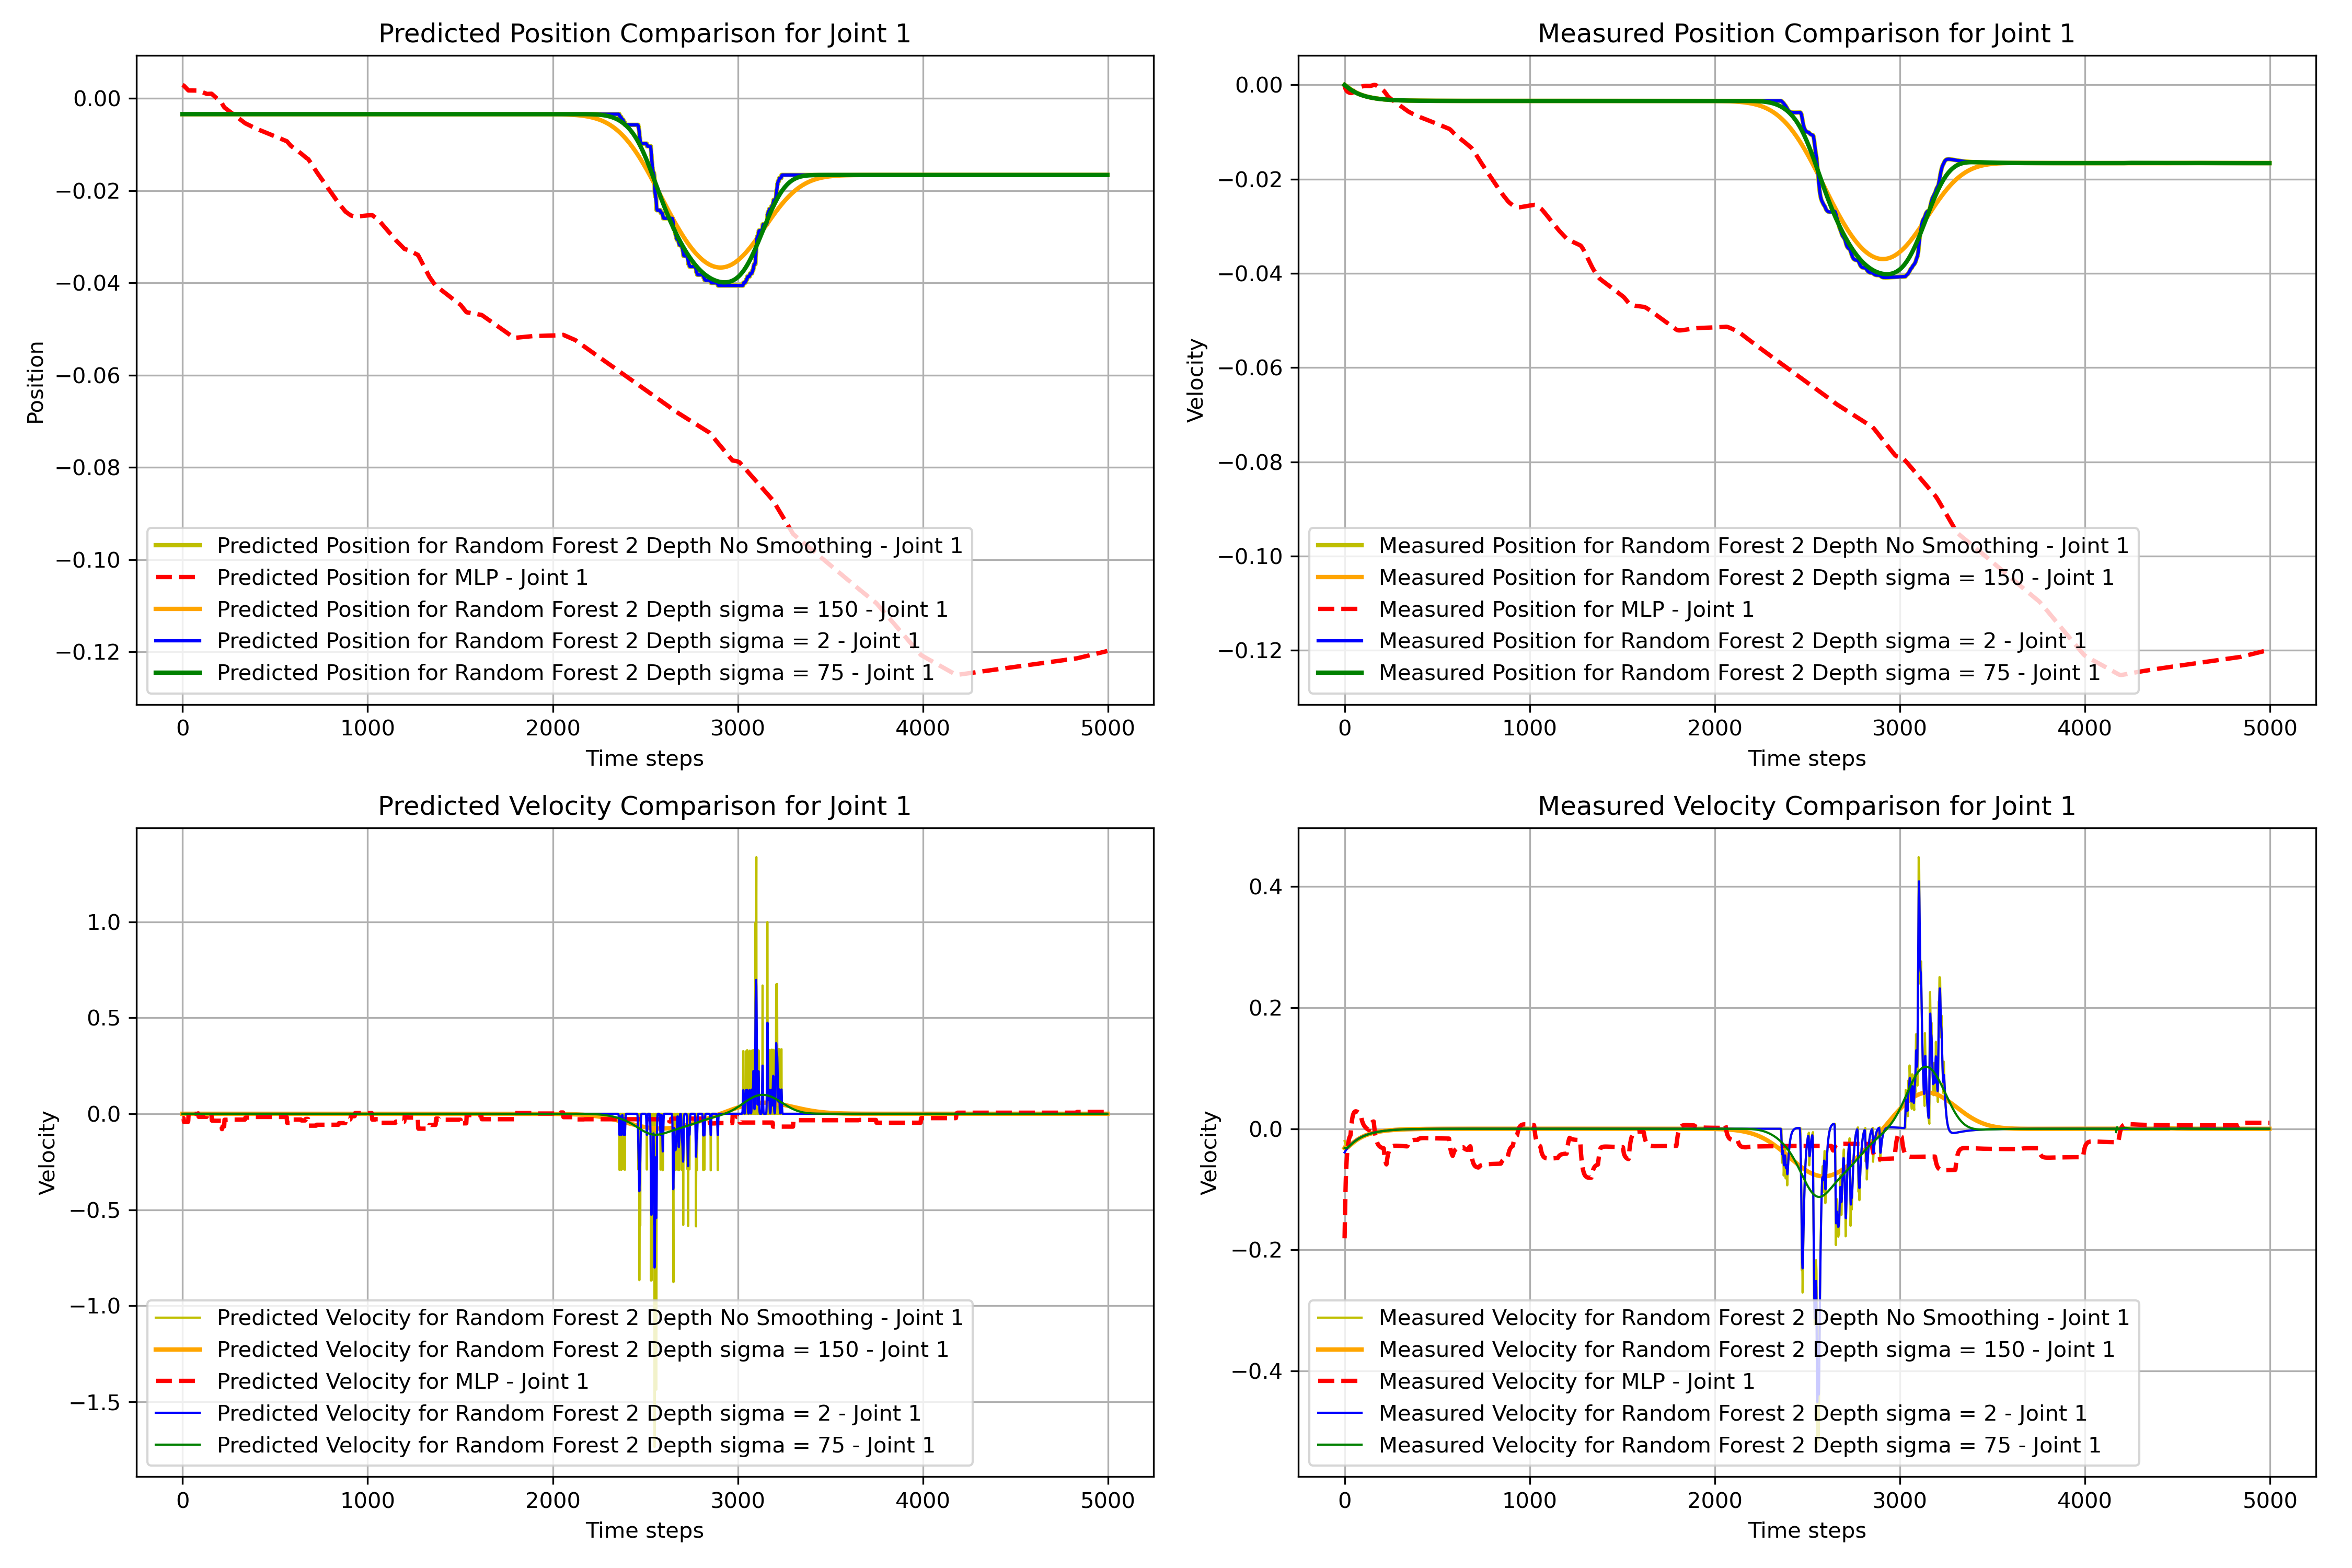 Predicted Position Comparison for Joint 1
Position
0.00
−0.02
−0.04
−0.06
−0.08
−0.10
−0.12
Predicted Position for Random Forest 2 Depth No Smoothing - Joint 1
Predicted Position for MLP - Joint 1
Predicted Position for Random Forest 2 Depth sigma = 150 - Joint 1
Predicted Position for Random Forest 2 Depth sigma = 2 - Joint 1
Predicted Position for Random Forest 2 Depth sigma = 75 - Joint 1
0 1000 2000 3000 4000 5000
Time steps
Measured Position Comparison for Joint 1
Velocity
0.00
−0.02
−0.04
−0.06
−0.08
−0.10
−0.12
Measured Position for Random Forest 2 Depth No Smoothing - Joint 1
Measured Position for Random Forest 2 Depth sigma = 150 - Joint 1
Measured Position for MLP - Joint 1
Measured Position for Random Forest 2 Depth sigma = 2 - Joint 1
Measured Position for Random Forest 2 Depth sigma = 75 - Joint 1
0 1000 2000 3000 4000 5000
Time steps
Predicted Velocity Comparison for Joint 1
Velocity
1.0
0.5
0.0
−0.5
−1.0
−1.5
Predicted Velocity for Random Forest 2 Depth No Smoothing - Joint 1
Predicted Velocity for Random Forest 2 Depth sigma = 150 - Joint 1
Predicted Velocity for MLP - Joint 1
Predicted Velocity for Random Forest 2 Depth sigma = 2 - Joint 1
Predicted Velocity for Random Forest 2 Depth sigma = 75 - Joint 1
0 1000 2000 3000 4000 5000
Time steps
Measured Velocity Comparison for Joint 1
Velocity
0.4
0.2
0.0
−0.2
−0.4
Measured Velocity for Random Forest 2 Depth No Smoothing - Joint 1
Measured Velocity for Random Forest 2 Depth sigma = 150 - Joint 1
Measured Velocity for MLP - Joint 1
Measured Velocity for Random Forest 2 Depth sigma = 2 - Joint 1
Measured Velocity for Random Forest 2 Depth sigma = 75 - Joint 1
0 1000 2000 3000 4000 5000
Time steps